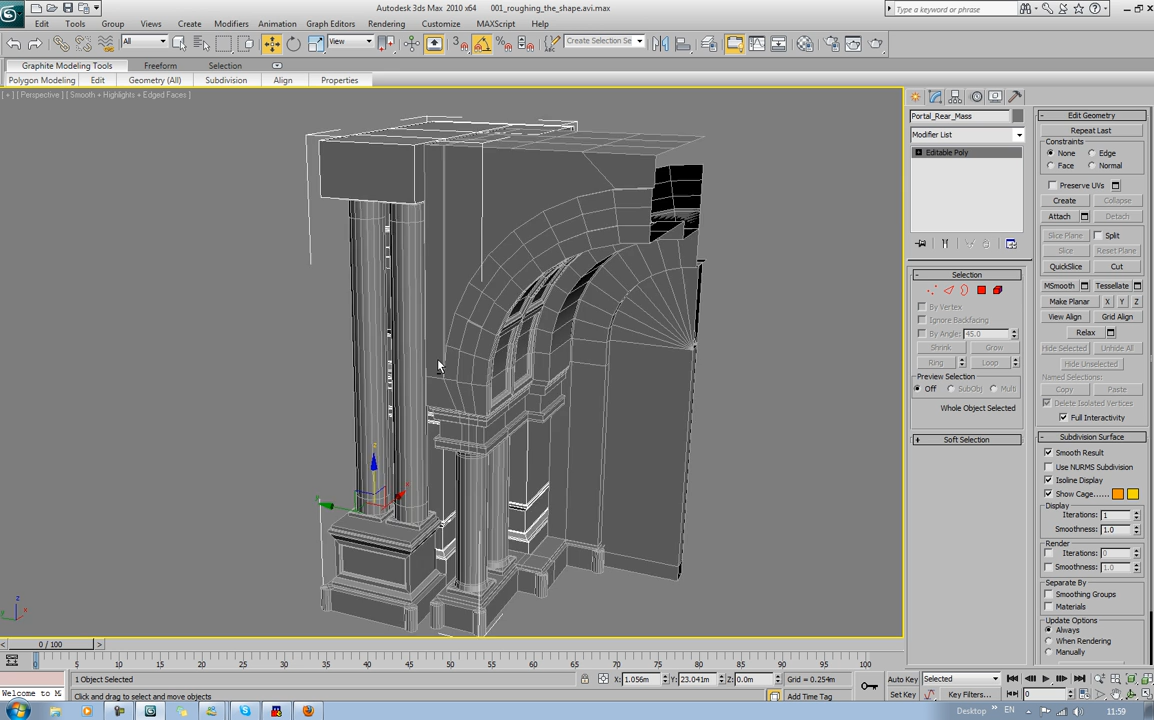 Autodesk 3ds Max 2010 x64 001_roughing_the_shape.avi.max
Enter a keyword or phrase
Edit Tools Group Views Create Modifiers Animation Graph Editors Rendering Customize MAXScript Help
All View Create Selection Se
Graphite Modeling Tools Freeform Selection
Polygon Modeling Edit Geometry (All) Subdivision Align Properties
[ + ] [ Perspective ] [ Smooth + Highlights + Edged Faces ]
Portal_Rear_Mass
Modifier List
Editable Poly
Selection
By Vertex
Ignore Backfacing
By Angle: 45.0
Shrink Grow
Ring Loop
Preview Selection
Off SubObj Multi
Whole Object Selected
Soft Selection
Edit Geometry
Repeat Last
Constraints
None Edge
Face Normal
Preserve UVs
Create Collapse
Attach Detach
Slice Plane Split
Slice Reset Plane
QuickSlice Cut
MSmooth Tessellate
Make Planar X Y Z
View Align Grid Align
Relax
Hide Selected Unhide All
Hide Unselected
Named Selections:
Copy Paste
Delete Isolated Vertices
Full Interactivity
Subdivision Surface
Smooth Result
Use NURMS Subdivision
Isoline Display
Show Cage......
Display
Iterations: 1
Smoothness: 1.0
Render
Iterations: 0
Smoothness: 1.0
Separate By
Smoothing Groups
Materials
Update Options
Always
When Rendering
Manually
z
y x
< 0 / 100 >
0 5 10 15 20 25 30 35 40 45 50 55 60 65 70 75 80 85 90 95 100
1 Object Selected X: 1.056m Y: 23.041m Z: 0.0m Grid = 0.254m Auto Key Selected
Welcome to M Click and drag to select and move objects Add Time Tag Set Key Key Filters... 0
Desktop EN 11:59